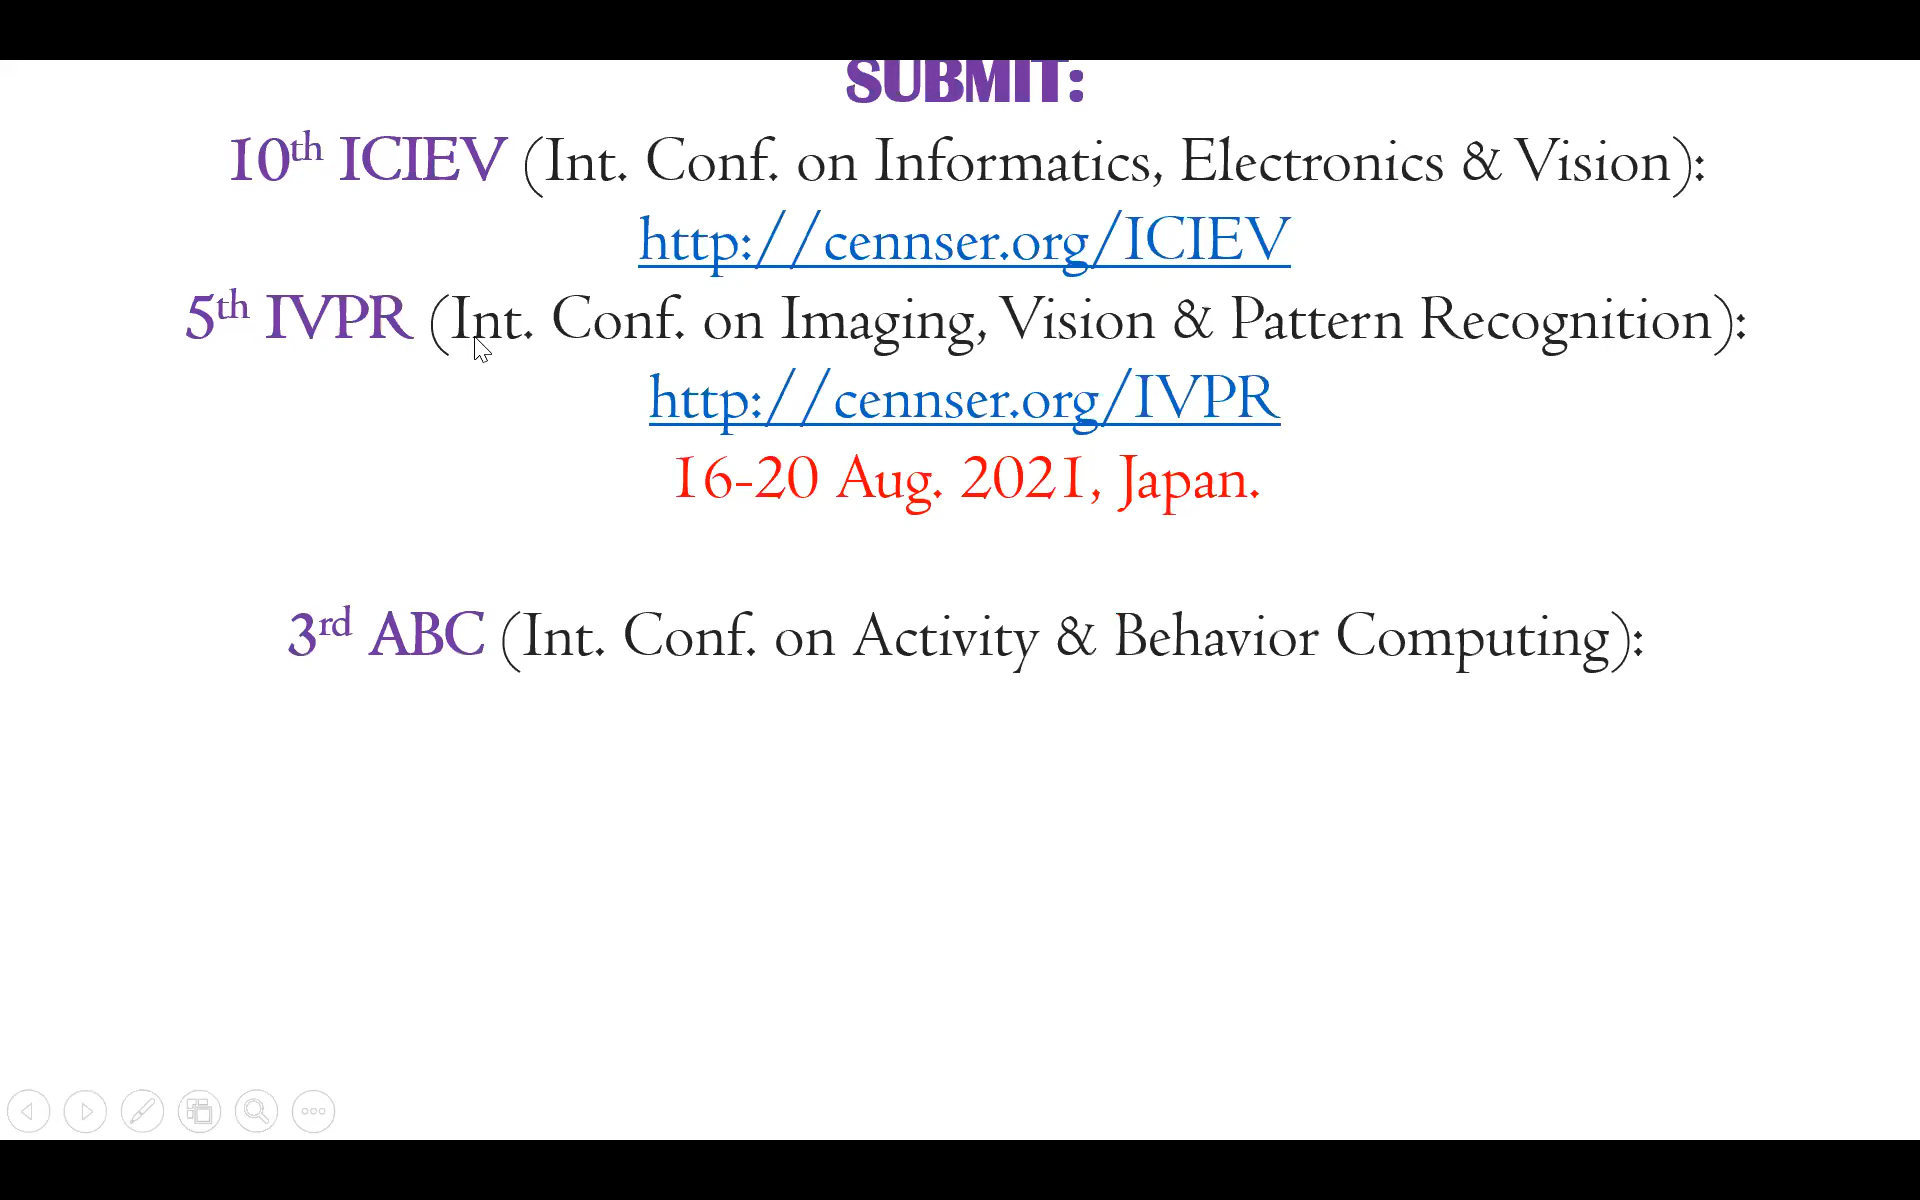 SUBMIT:
10th ICIEV (Int. Conf. on Informatics, Electronics & Vision):
http://cennser.org/ICIEV
5th IVPR (Int. Conf. on Imaging, Vision & Pattern Recognition):
http://cennser.org/IVPR
16-20 Aug. 2021, Japan.
3rd ABC (Int. Conf. on Activity & Behavior Computing):